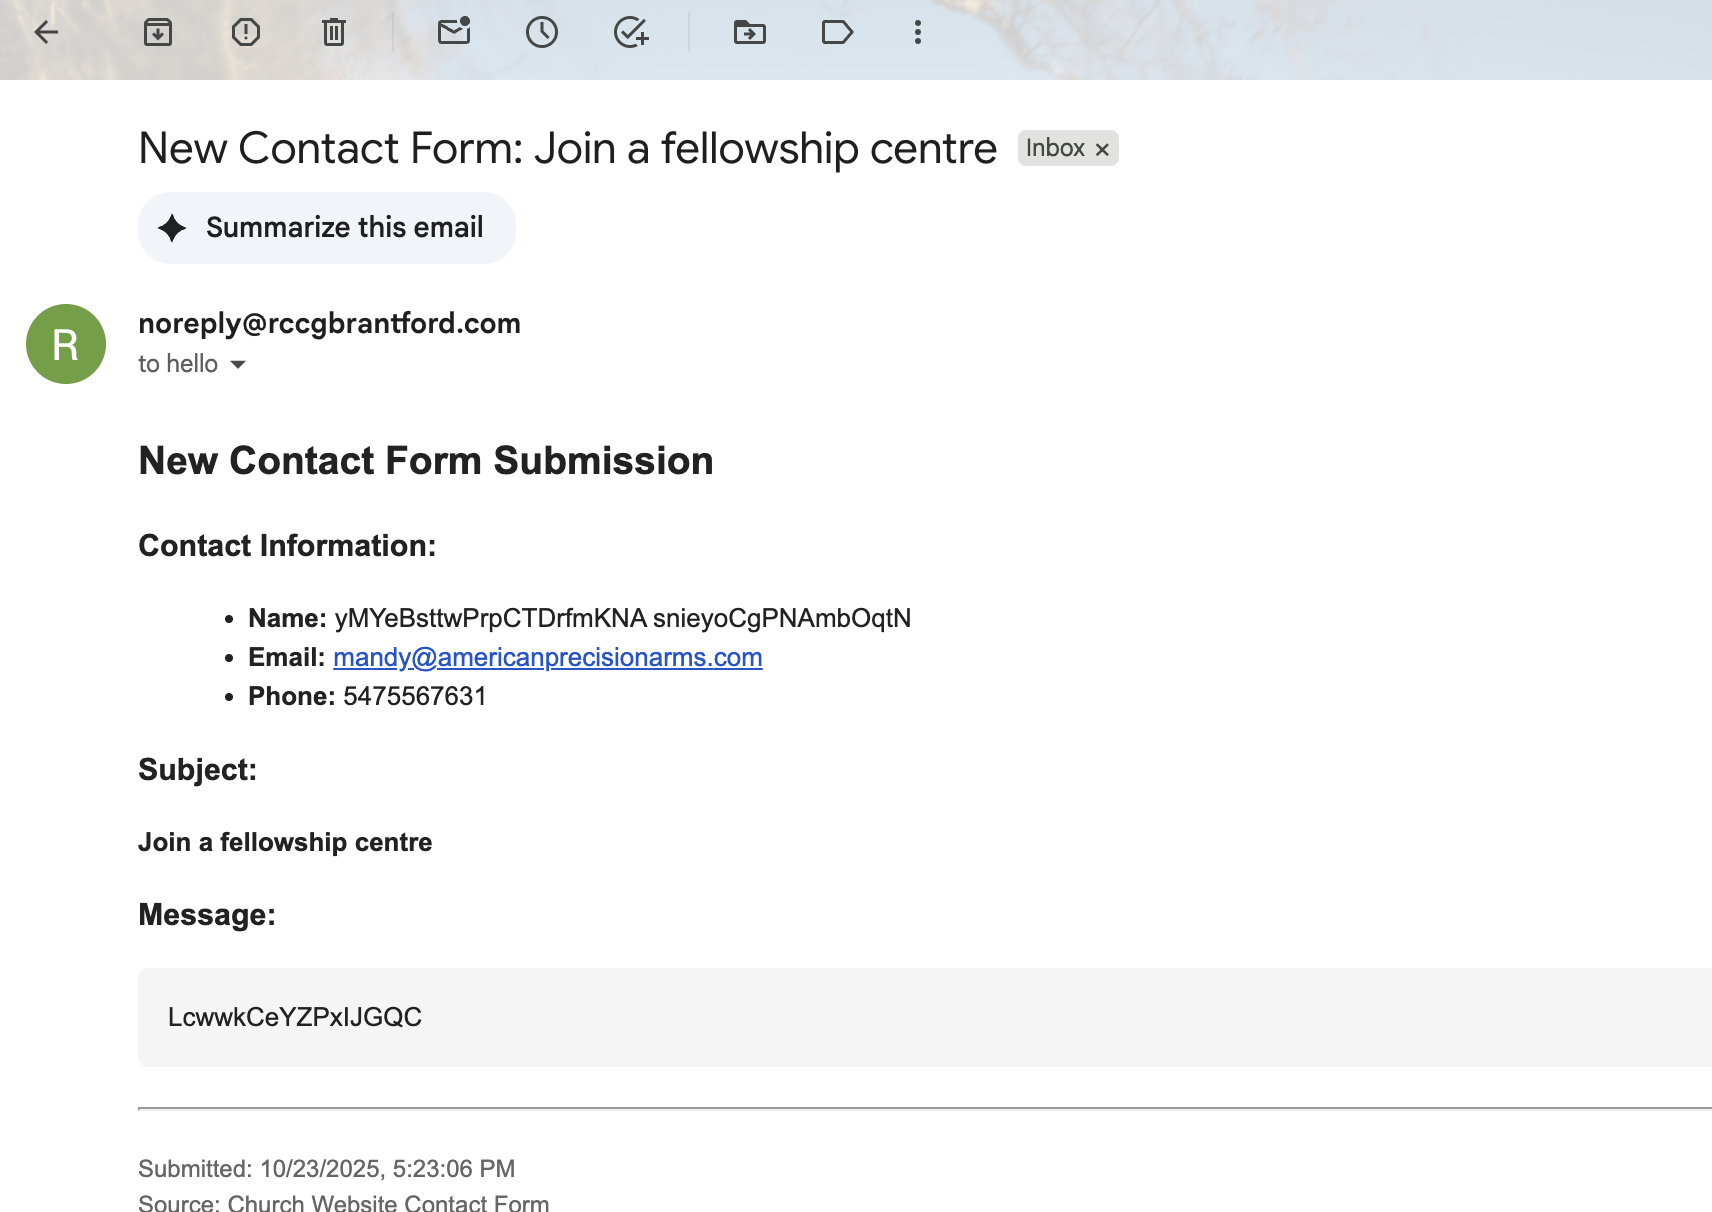 New Contact Form: Join a fellowship centre
Inbox ×
Summarize this email
R
noreply@rccgbrantford.com
to hello
New Contact Form Submission
Contact Information:
• Name: yMYeBsttwPrpCTDrfmKNA snieyoCgPNAmbOqtN
• Email: mandy@americanprecisionarms.com
• Phone: 5475567631
Subject:
Join a fellowship centre
Message:
LcwwkCeYZPxIJGQC
Submitted: 10/23/2025, 5:23:06 PM
Source: Church Website Contact Form